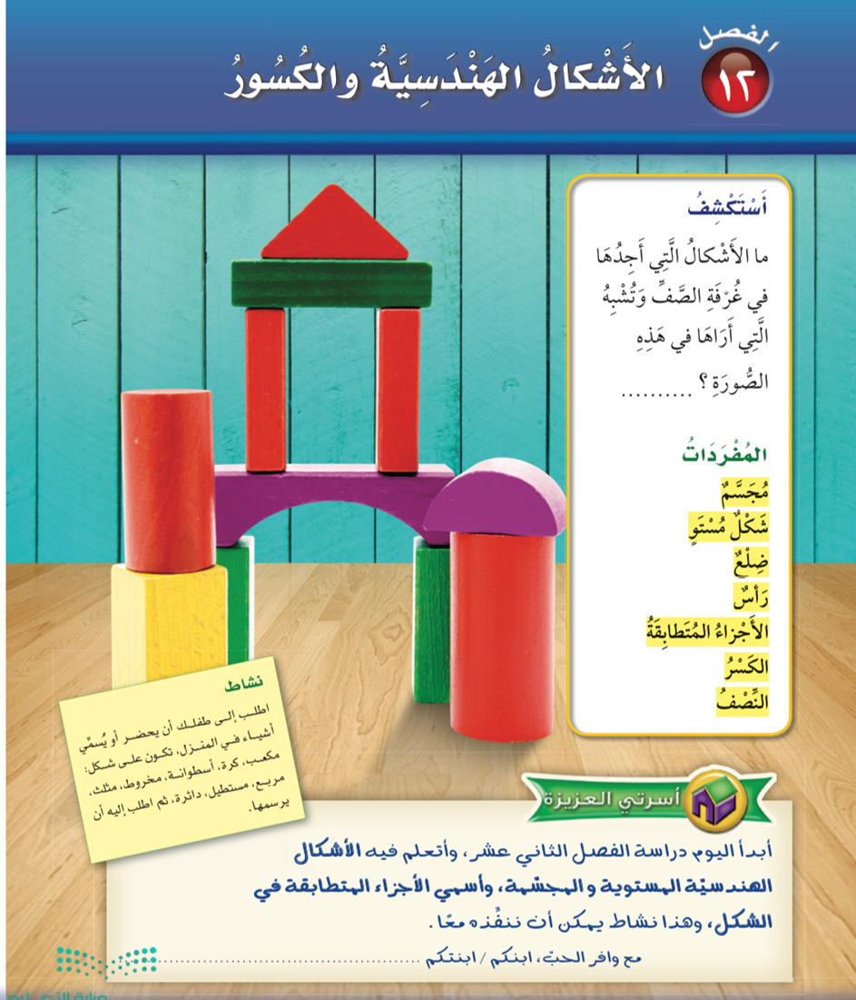 الفصل
١٢
الأَشْكالُ الهَنْدَسِيَّةُ والكُسُورُ
أَسْتَكْشِفُ
ما الأَشْكالُ الَّتِي أَجِدُهَا
في غُرْفَةِ الصَّفِّ وَتُشْبِهُ
الَّتِي أَرَاهَا في هَذِهِ
الصُّورَةِ؟ ..........
المُفْرَدَاتُ
مُجَسَّمٌ
شَكْلٌ مُسْتَوٍ
ضِلْعٌ
رَأسٌ
الأَجْزاءُ المُتَطابِقَةُ
الكَسْرُ
النِّصْفُ
نشاط
اطلب إلى طفلك أن يحضر أو يُسمِّي
أشياء في المنزل، تكون على شكل:
مكعب، كرة، أسطوانة، مخروط، مثلث،
مربع، مستطيل، دائرة، ثم اطلب إليه أن
يرسمها.
أسرتي العزيزة
أبدأ اليوم دراسة الفصل الثاني عشر، وأتعلم فيه الأشكال
الهندسيّة المستوية والمجسّمة، وأسمي الأجزاء المتطابقة في
الشكل، وهذا نشاط يمكن أن ننفِّذه معًا.
مع وافر الحبّ، ابنكم / ابنتكم ..................................................
وزارة التعليم